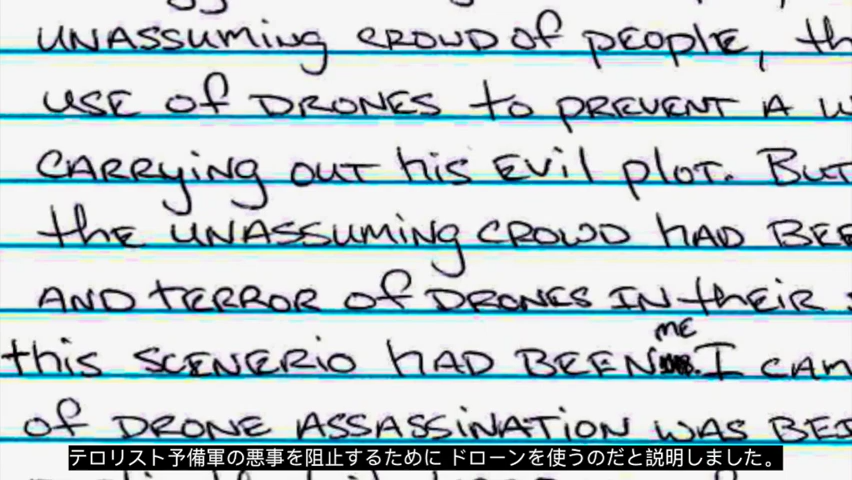 UNASSUMING CROWD of people,
USE of DRONES to PREVENT A
CARRying OUT his Evil plot. BUT
the UNASSUMING CROWD HAD
AND TERROR of DRONES IN their
ME
this SCENERIO HAD BEEN I
of DRONE ASSASSINATION WAS
テロリスト予備軍の悪事を阻止するために ドローンを使うのだと説明しました。